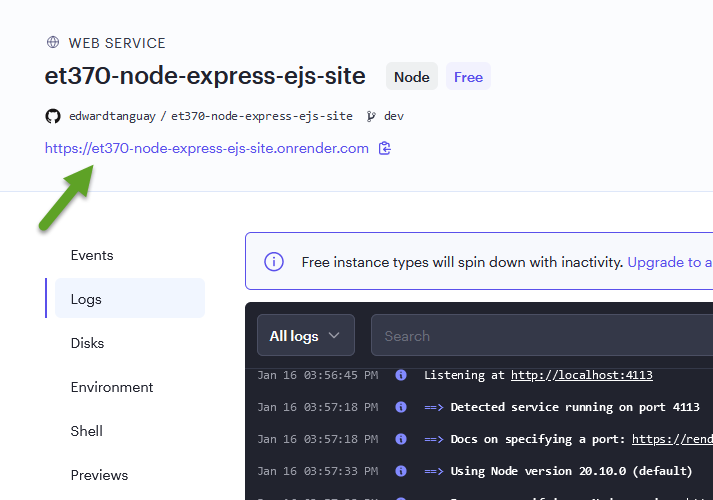 WEB SERVICE
et370-node-express-ejs-site Node Free
edwardtanguay / et370-node-express-ejs-site dev
https://et370-node-express-ejs-site.onrender.com
Events
Logs
Disks
Environment
Shell
Previews
Free instance types will spin down with inactivity. Upgrade to a
All logs Search
Jan 16 03:56:45 PM Listening at http://localhost:4113
Jan 16 03:57:18 PM ==> Detected service running on port 4113
Jan 16 03:57:18 PM ==> Docs on specifying a port: https://rend
Jan 16 03:57:33 PM ==> Using Node version 20.10.0 (default)